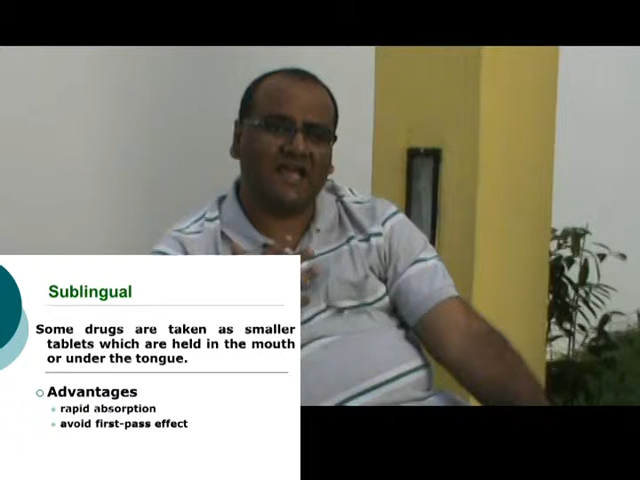 Sublingual
Some drugs are taken as smaller
tablets which are held in the mouth
or under the tongue.
Advantages
rapid absorption
avoid first-pass effect